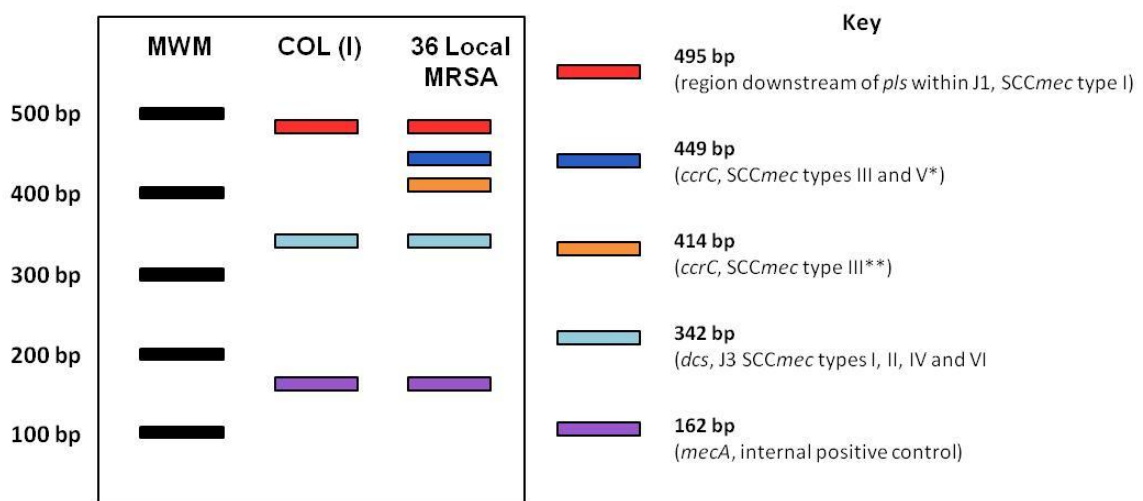 Key
MWM
COL (I)
36 Local
MRSA
500 bp
400 bp
300 bp
200 bp
100 bp
495 bp
(region downstream of pls within J1, SCCmec type I)
449 bp
(ccrC, SCCmec types III and V*)
414 bp
(ccrC, SCCmec type III**)
342 bp
(dcs, J3 SCCmec types I, II, IV and VI
162 bp
(mecA, internal positive control)